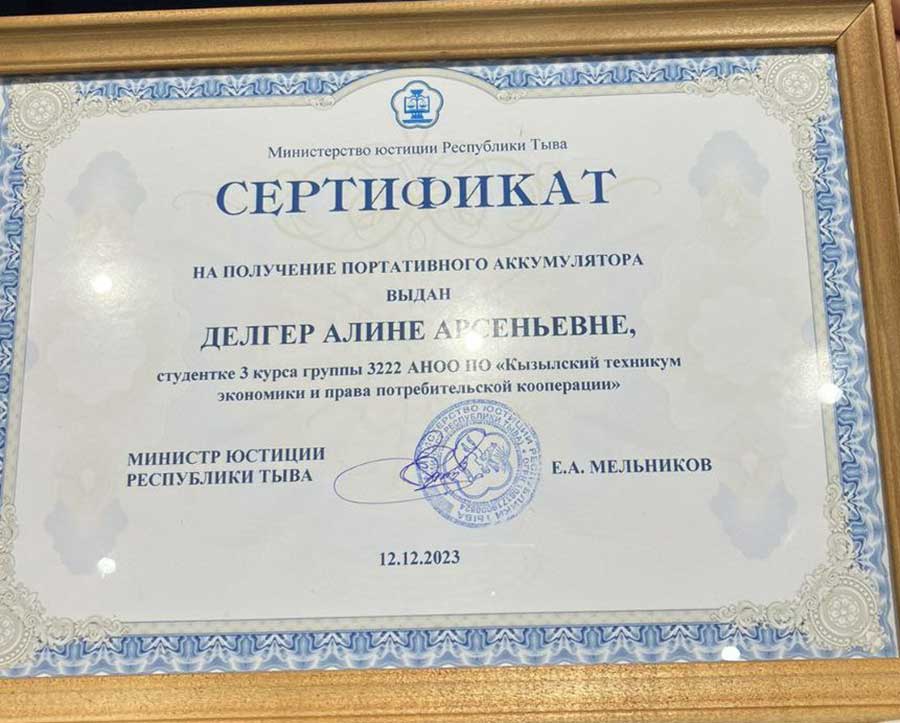 Министерство юстиции Республики Тыва
СЕРТИФИКАТ
НА ПОЛУЧЕНИЕ ПОРТАТИВНОГО АККУМУЛЯТОРА
ВЫДАН
ДЕЛГЕР АЛИНЕ АРСЕНЬЕВНЕ,
студентке 3 курса группы 3222 АНОО ПО «Кызылский техникум
экономики и права потребительской кооперации»
МИНИСТР ЮСТИЦИИ
РЕСПУБЛИКИ ТЫВА
Е.А. МЕЛЬНИКОВ
12.12.2023